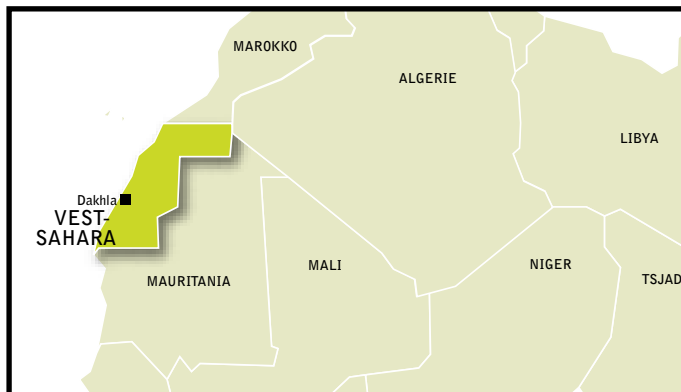 MAROKKO
ALGERIE
LIBYA
Dakhla
VEST-
SAHARA
MAURITANIA
MALI
NIGER
TSJAD